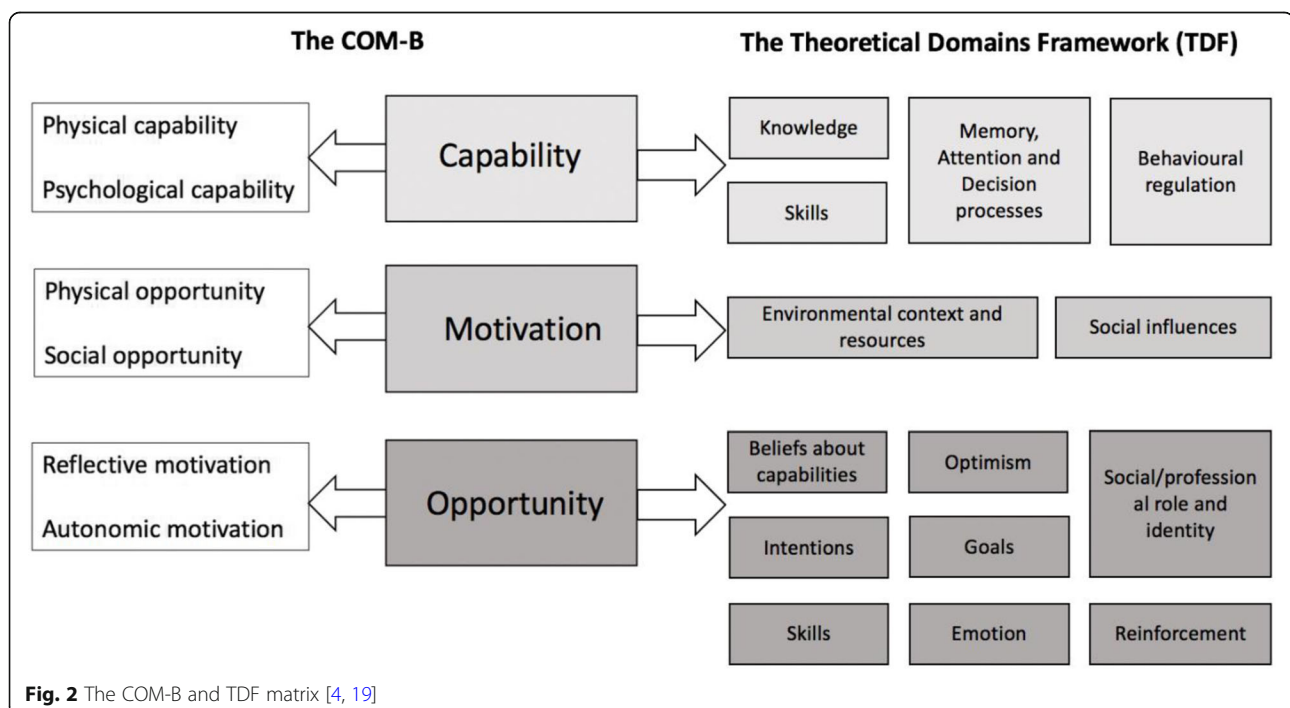 The COM-B
The Theoretical Domains Framework (TDF)
Physical capability
Psychological capability
Capability
Knowledge
Skills
Memory,
Attention and
Decision
processes
Behavioural
regulation
Physical opportunity
Social opportunity
Motivation
Environmental context and
resources
Social influences
Reflective motivation
Autonomic motivation
Opportunity
Beliefs about
capabilities
Optimism
Social/profession
al role and
identity
Intentions
Goals
Skills
Emotion
Reinforcement
Fig. 2 The COM-B and TDF matrix [4, 19]